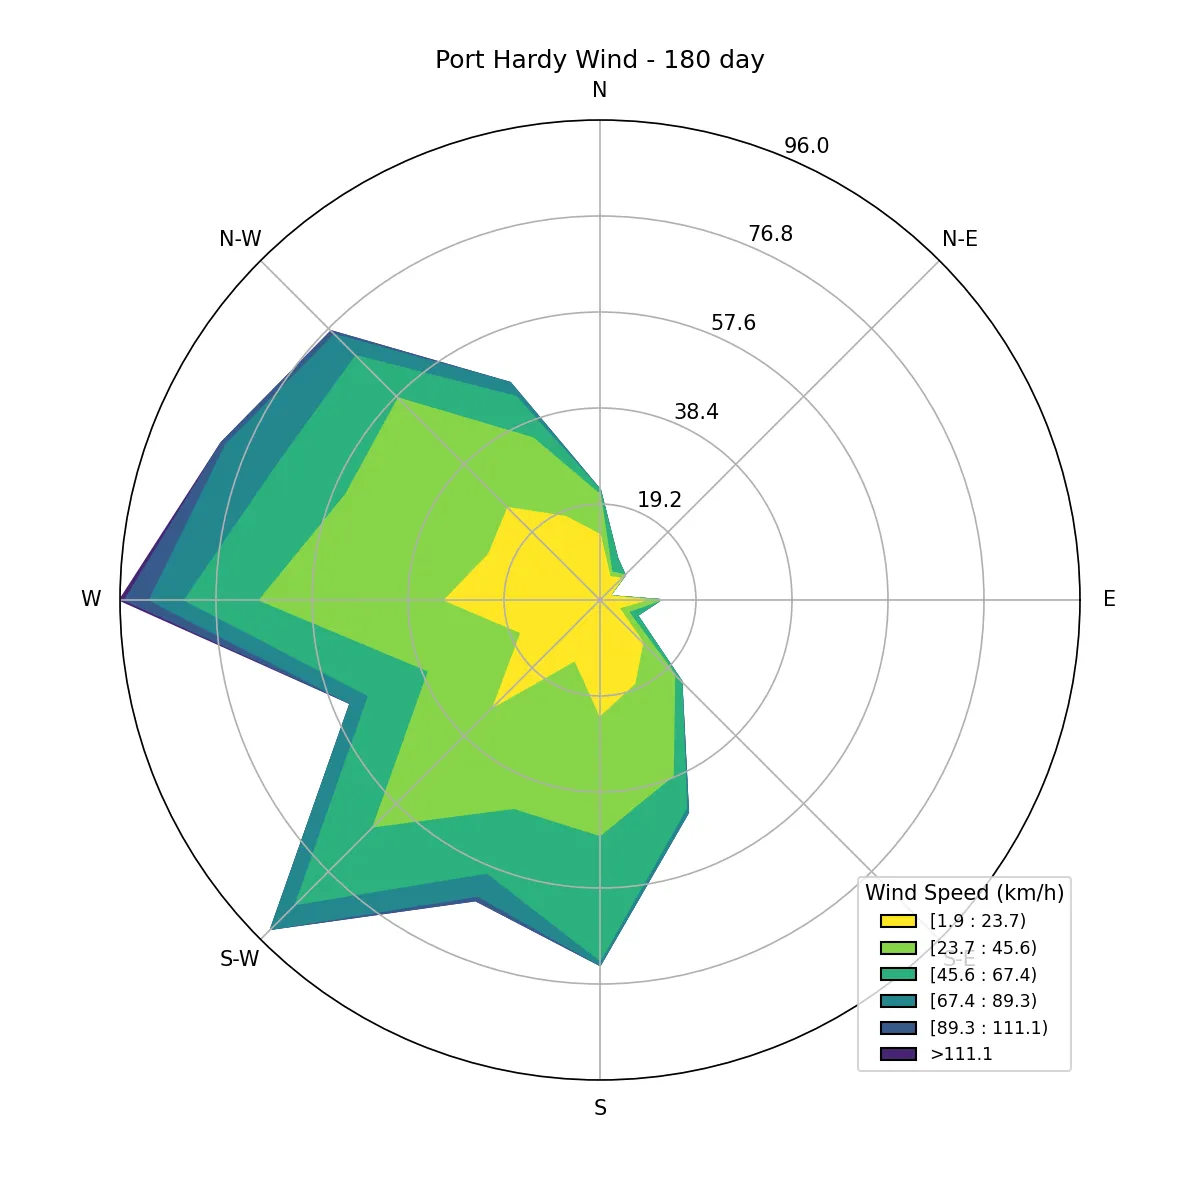 Port Hardy Wind - 180 day
N
96.0
N-W
N-E
76.8
57.6
38.4
19.2
W
E
Wind Speed (km/h)
[1.9 : 23.7)
[23.7 : 45.6)
S-W
S-E
[45.6 : 67.4)
[67.4 : 89.3)
[89.3 : 111.1)
>111.1
S